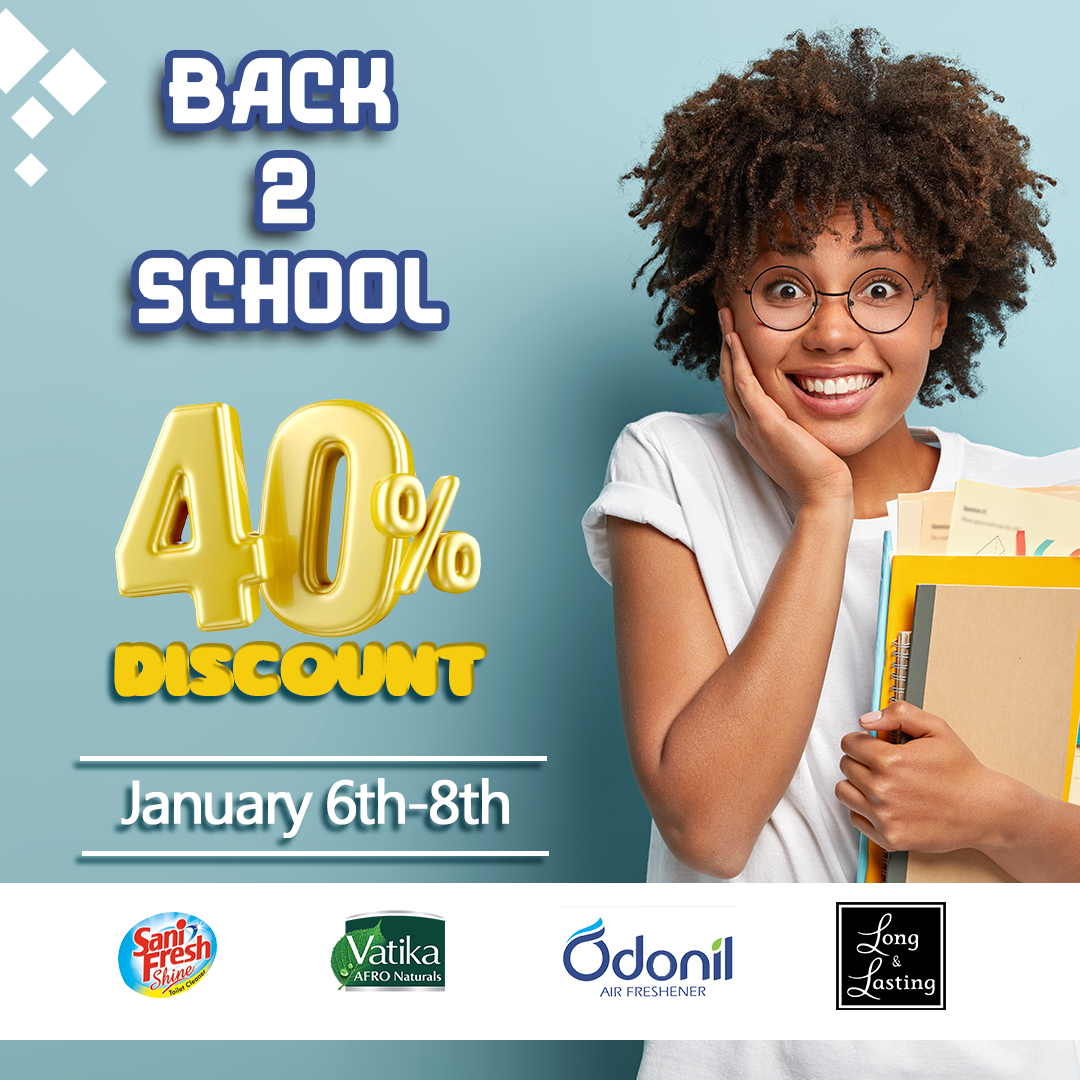 BACK
2
SCHOOL
40%
DISCOUNT
January 6th-8th
Sani
Fresh
Shine
Toilet Cleaner
Vatika
AFRO Naturals
Odonil
AIR FRESHENER
Long
&
Lasting